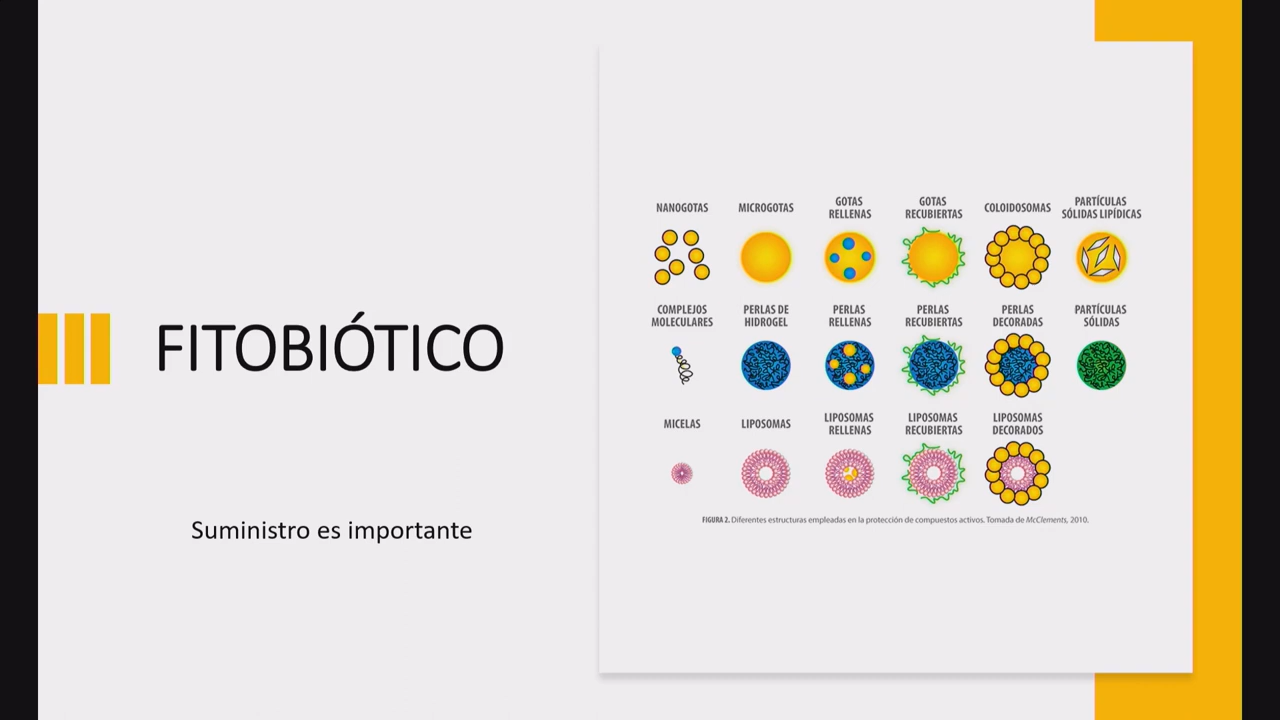 FITOBIÓTICO
Suministro es importante
NANOGOTAS
MICROGOTAS
GOTAS
RELLENAS
GOTAS
RECUBIERTAS
COLOIDOSOMAS
PARTÍCULAS
SÓLIDAS LIPÍDICAS
COMPLEJOS
MOLECULARES
PERLAS DE
HIDROGEL
PERLAS
RELLENAS
PERLAS
RECUBIERTAS
PERLAS
DECORADAS
PARTÍCULAS
SÓLIDAS
MICELAS
LIPOSOMAS
LIPOSOMAS
RELLENAS
LIPOSOMAS
RECUBIERTAS
LIPOSOMAS
DECORADOS
FIGURA 2. Diferentes estructuras empleadas en la protección de compuestos activos. Tomada de McClements, 2010.